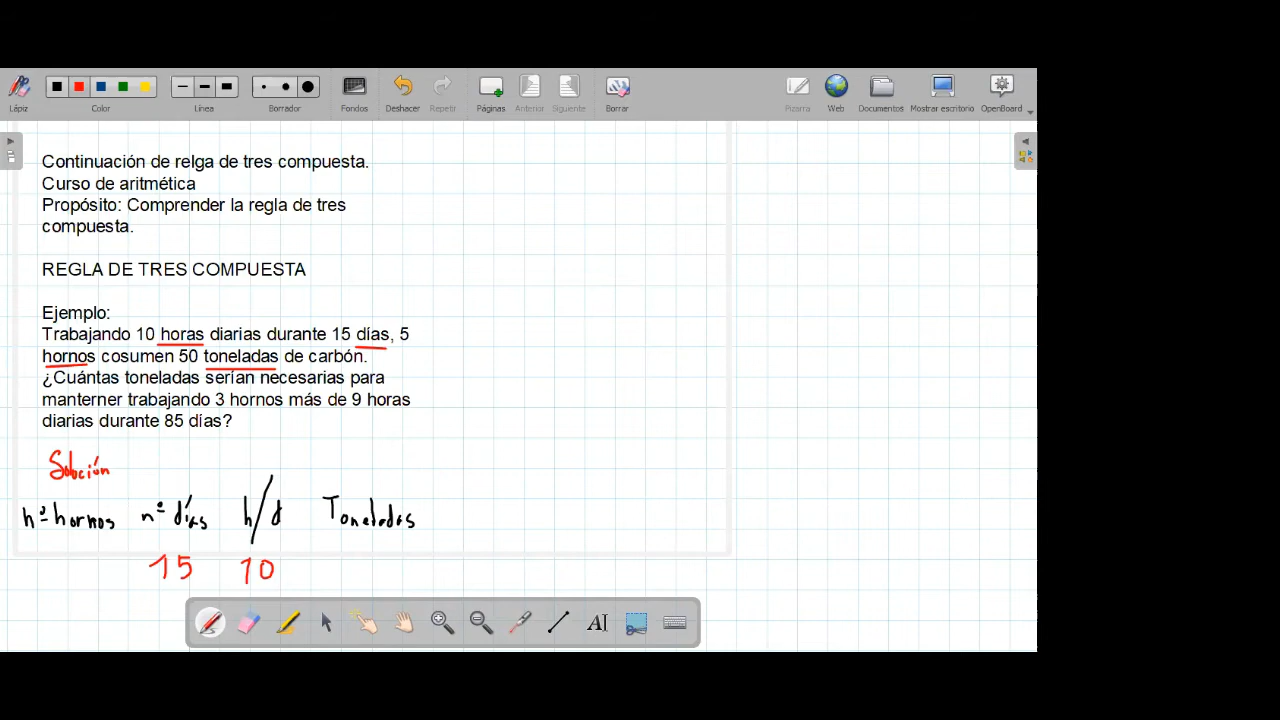 Lápiz Color Línea Borrador Fondos Deshacer Repetir Páginas Anterior Siguiente Borrar Pizarra Web Documentos Mostrar escritorio OpenBoard
Continuación de relga de tres compuesta.
Curso de aritmética
Propósito: Comprender la regla de tres
compuesta.
REGLA DE TRES COMPUESTA
Ejemplo:
Trabajando 10 horas diarias durante 15 días, 5
hornos cosumen 50 toneladas de carbón.
¿Cuántas toneladas serían necesarias para
manterner trabajando 3 hornos más de 9 horas
diarias durante 85 días?
Solución
nº hornos nº días h/d Toneladas
15 10
AI